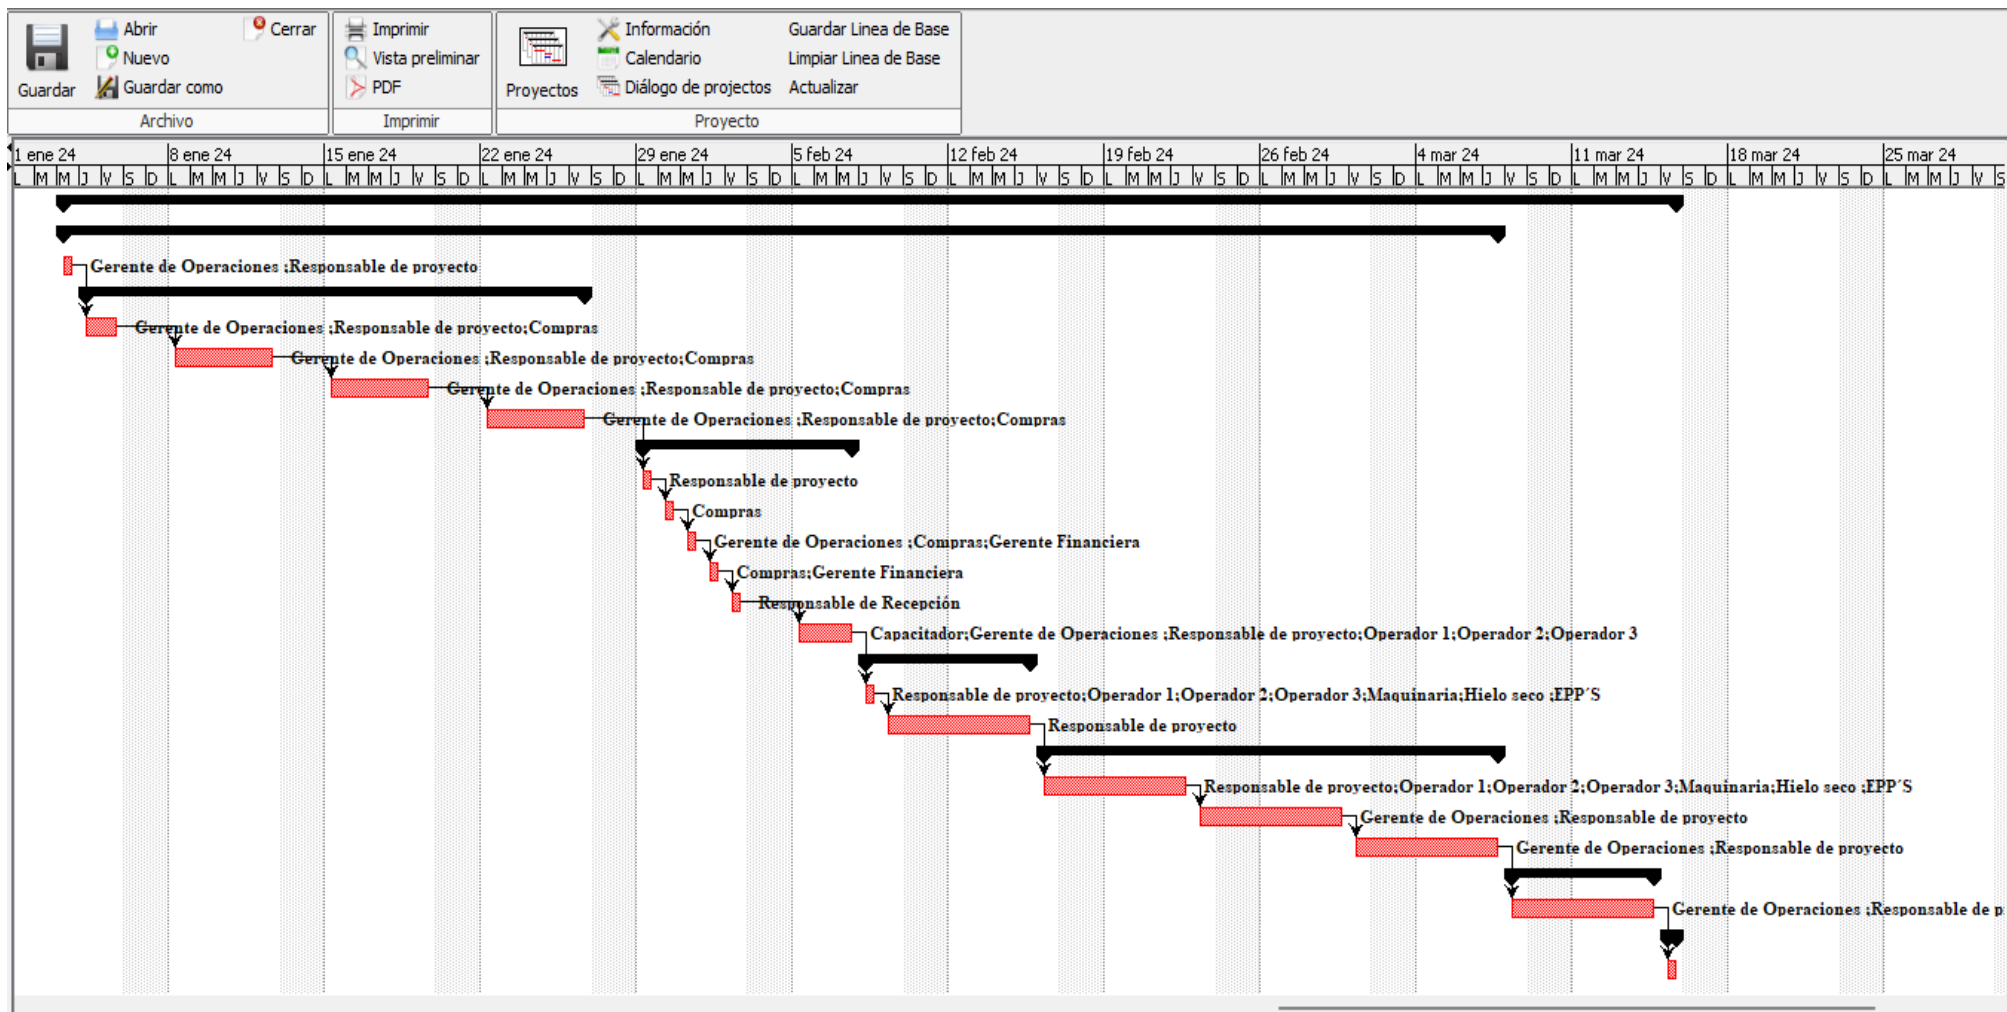 Abrir Cerrar Imprimir Información Guardar Linea de Base
Nuevo Vista preliminar Calendario Limpiar Linea de Base
Guardar Guardar como PDF Proyectos Diálogo de projectos Actualizar
Archivo Imprimir Proyecto
1 ene 24 8 ene 24 15 ene 24 22 ene 24 29 ene 24 5 feb 24 12 feb 24 19 feb 24 26 feb 24 4 mar 24 11 mar 24 18 mar 24 25 mar 24
L M M J V S D L M M J V S D L M M J V S D L M M J V S D L M M J V S D L M M J V S D L M M J V S D L M M J V S D L M M J V S D L M M J V S D L M M J V S D L M M J V S D L M M J V S
Gerente de Operaciones ;Responsable de proyecto
Gerente de Operaciones ;Responsable de proyecto;Compras
Gerente de Operaciones ;Responsable de proyecto;Compras
Gerente de Operaciones ;Responsable de proyecto;Compras
Gerente de Operaciones ;Responsable de proyecto;Compras
Responsable de proyecto
Compras
Gerente de Operaciones ;Compras;Gerente Financiera
Compras;Gerente Financiera
Responsable de Recepción
Capacitador;Gerente de Operaciones ;Responsable de proyecto;Operador 1;Operador 2;Operador 3
Responsable de proyecto;Operador 1;Operador 2;Operador 3;Maquinaria;Hielo seco ;EPP´S
Responsable de proyecto
Responsable de proyecto;Operador 1;Operador 2;Operador 3;Maquinaria;Hielo seco ;EPP´S
Gerente de Operaciones ;Responsable de proyecto
Gerente de Operaciones ;Responsable de proyecto
Gerente de Operaciones ;Responsable de p